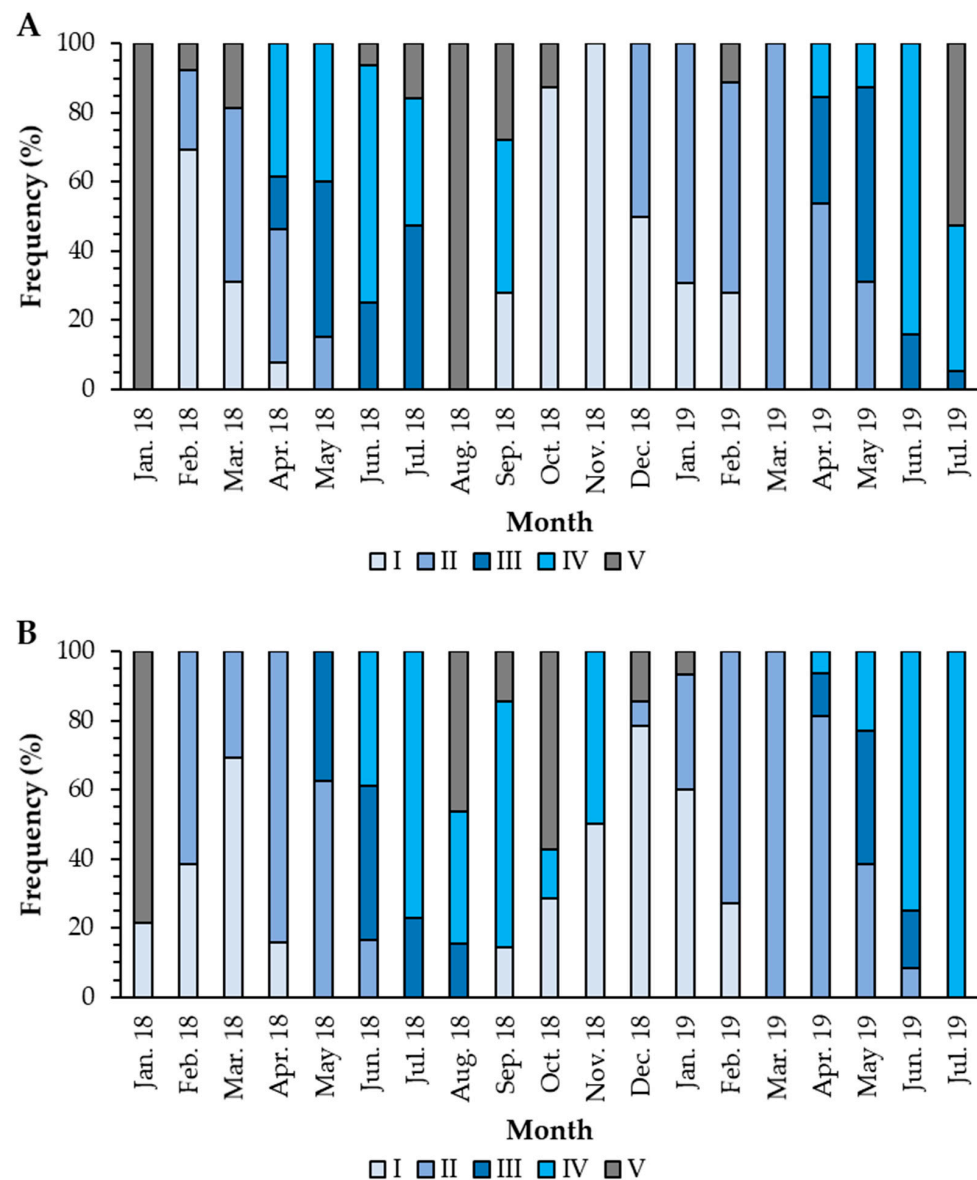 A
Frequency (%)
100
80
60
40
20
0
Jan. 18
Feb. 18
Mar. 18
Apr. 18
May 18
Jun. 18
Jul. 18
Aug. 18
Sep. 18
Oct. 18
Nov. 18
Dec. 18
Jan. 19
Feb. 19
Mar. 19
Apr. 19
May 19
Jun. 19
Jul. 19
Month
I II III IV V
B
Frequency (%)
100
80
60
40
20
0
Jan. 18
Feb. 18
Mar. 18
Apr. 18
May 18
Jun. 18
Jul. 18
Aug. 18
Sep. 18
Oct. 18
Nov. 18
Dec. 18
Jan. 19
Feb. 19
Mar. 19
Apr. 19
May 19
Jun. 19
Jul. 19
Month
I II III IV V